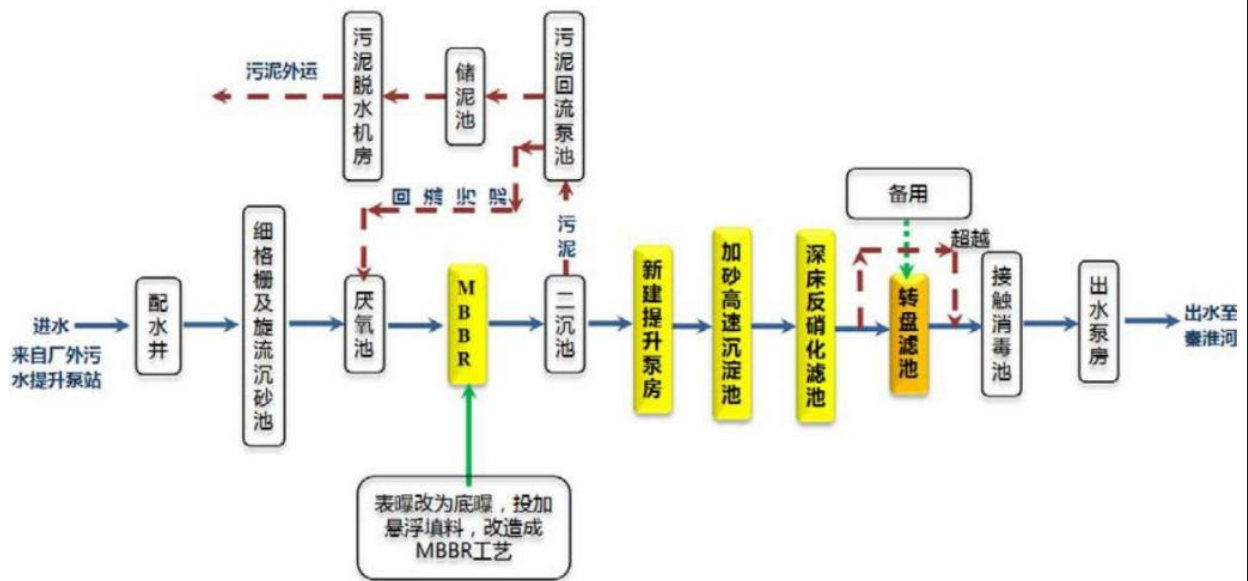 污泥外运
污泥脱水机房
储泥池
污泥回流泵池
污泥
进水
来自厂外污
水提升泵站
配水井
细格栅及旋流沉砂池
厌氧池
MBBR
二沉池
新建提升泵房
加砂高速沉淀池
深床反硝化滤池
备用
超越
转盘滤池
接触消毒池
出水泵房
出水至
秦淮河
表曝改为底曝，投加
悬浮填料，改造成
MBBR工艺